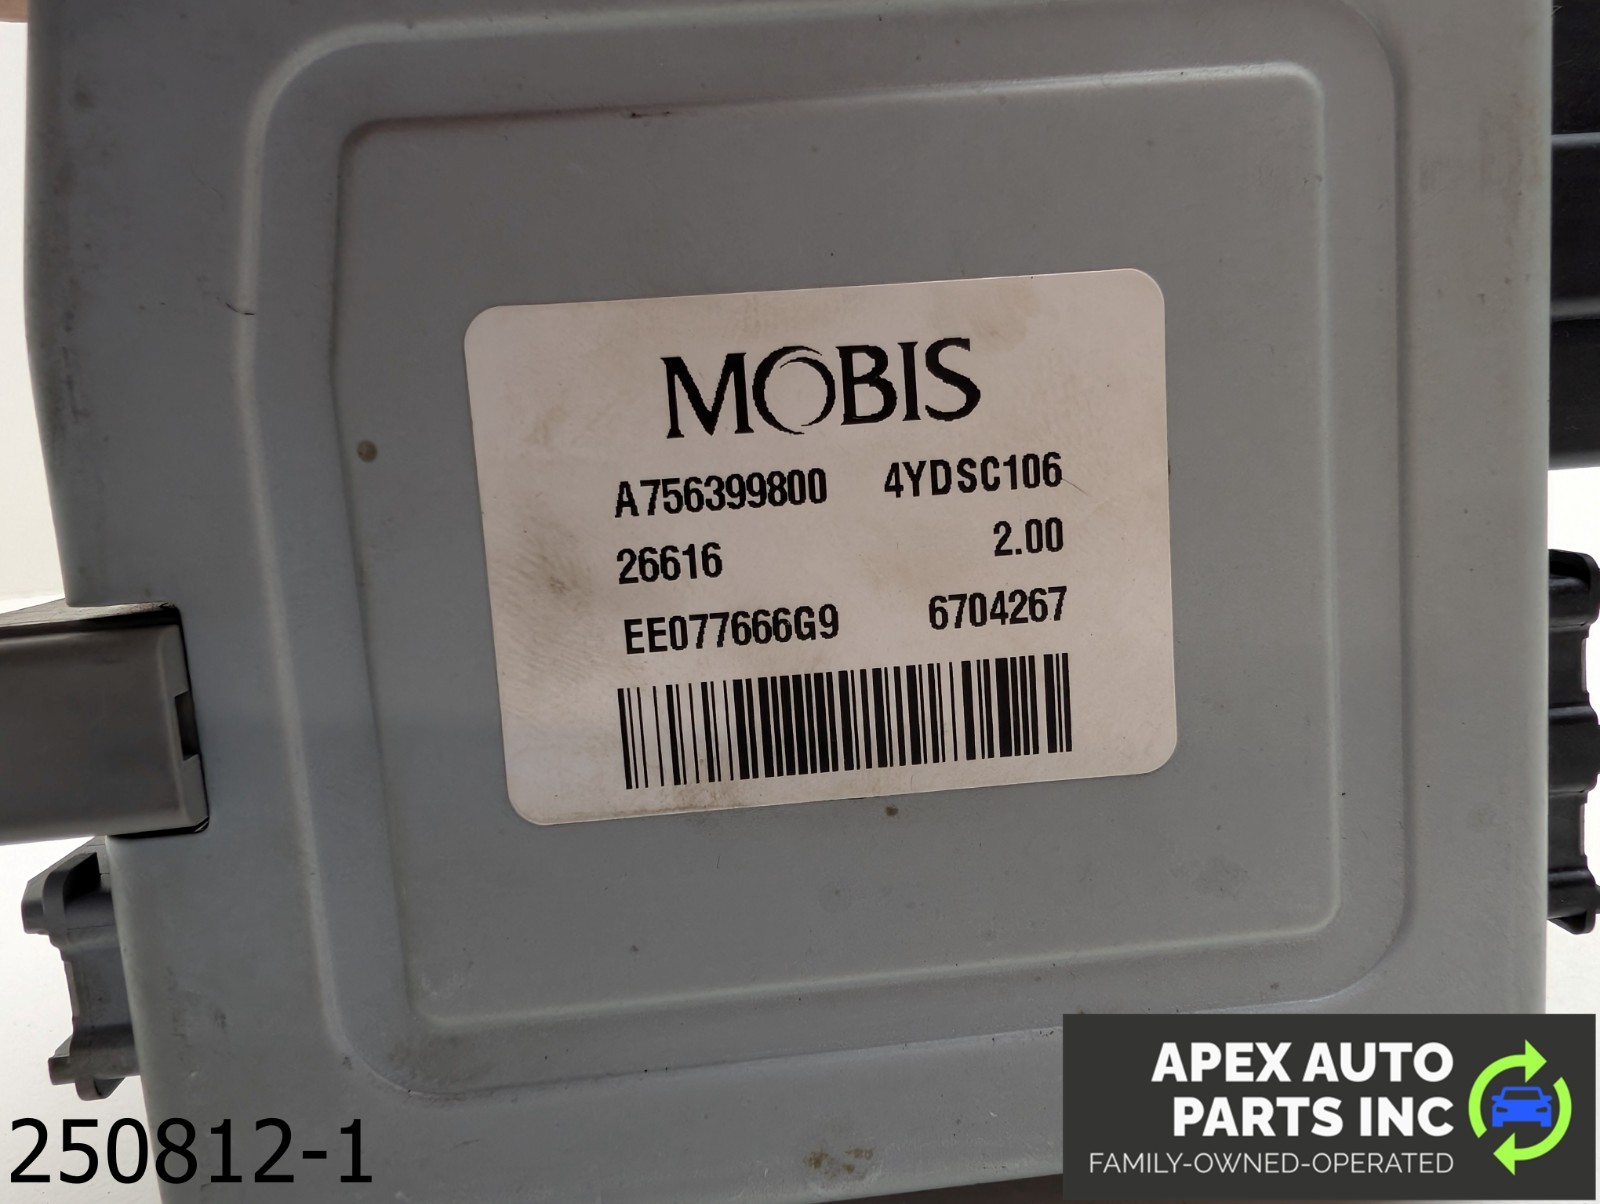 MOBIS
A756399800 4YDSC106
26616 2.00
EE077666G9 6704267
250812-1
APEX AUTO
PARTS INC
FAMILY-OWNED-OPERATED